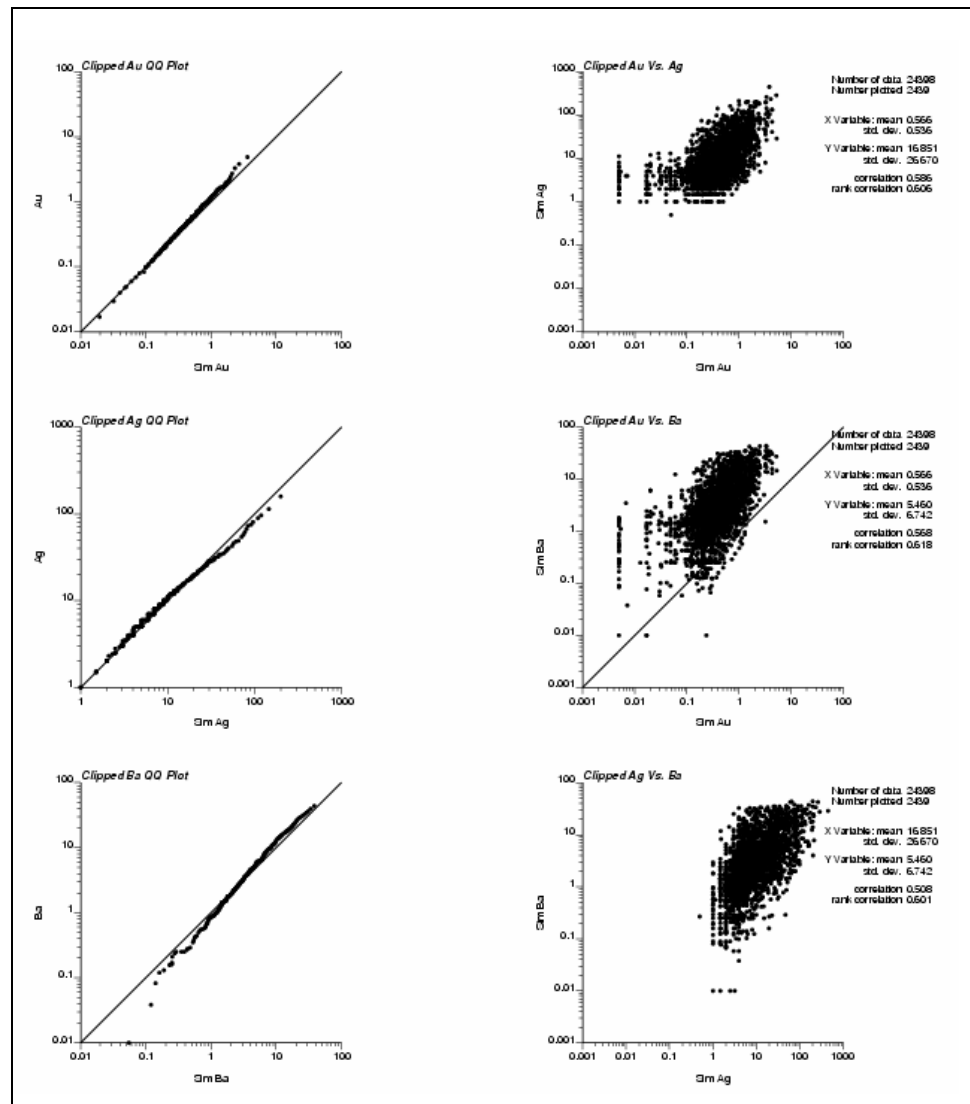 Clipped Au QQ Plot
100
10
1
0.1
0.01
Au
0.01 0.1 1 10 100
Sim Au
Clipped Au Vs. Ag
1000
100
10
1
0.1
0.01
0.001
Sim Ag
0.001 0.01 0.1 1 10 100
Sim Au
Number of data 24398
Number plotted 2439
X Variable: mean 0.566
std. dev. 0.536
Y Variable: mean 16.851
std. dev. 26.670
correlation 0.586
rank correlation 0.606
Clipped Ag QQ Plot
1000
100
10
1
Ag
1 10 100 1000
Sim Ag
Clipped Au Vs. Ba
100
10
1
0.1
0.01
0.001
Sim Ba
0.001 0.01 0.1 1 10 100
Sim Au
Number of data 24398
Number plotted 2439
X Variable: mean 0.566
std. dev. 0.536
Y Variable: mean 5.460
std. dev. 6.742
correlation 0.568
rank correlation 0.618
Clipped Ba QQ Plot
100
10
1
0.1
0.01
Ba
0.01 0.1 1 10 100
Sim Ba
Clipped Ag Vs. Ba
100
10
1
0.1
0.01
0.001
Sim Ba
0.001 0.01 0.1 1 10 100 1000
Sim Ag
Number of data 24398
Number plotted 2439
X Variable: mean 16.851
std. dev. 26.670
Y Variable: mean 5.460
std. dev. 6.742
correlation 0.508
rank correlation 0.601